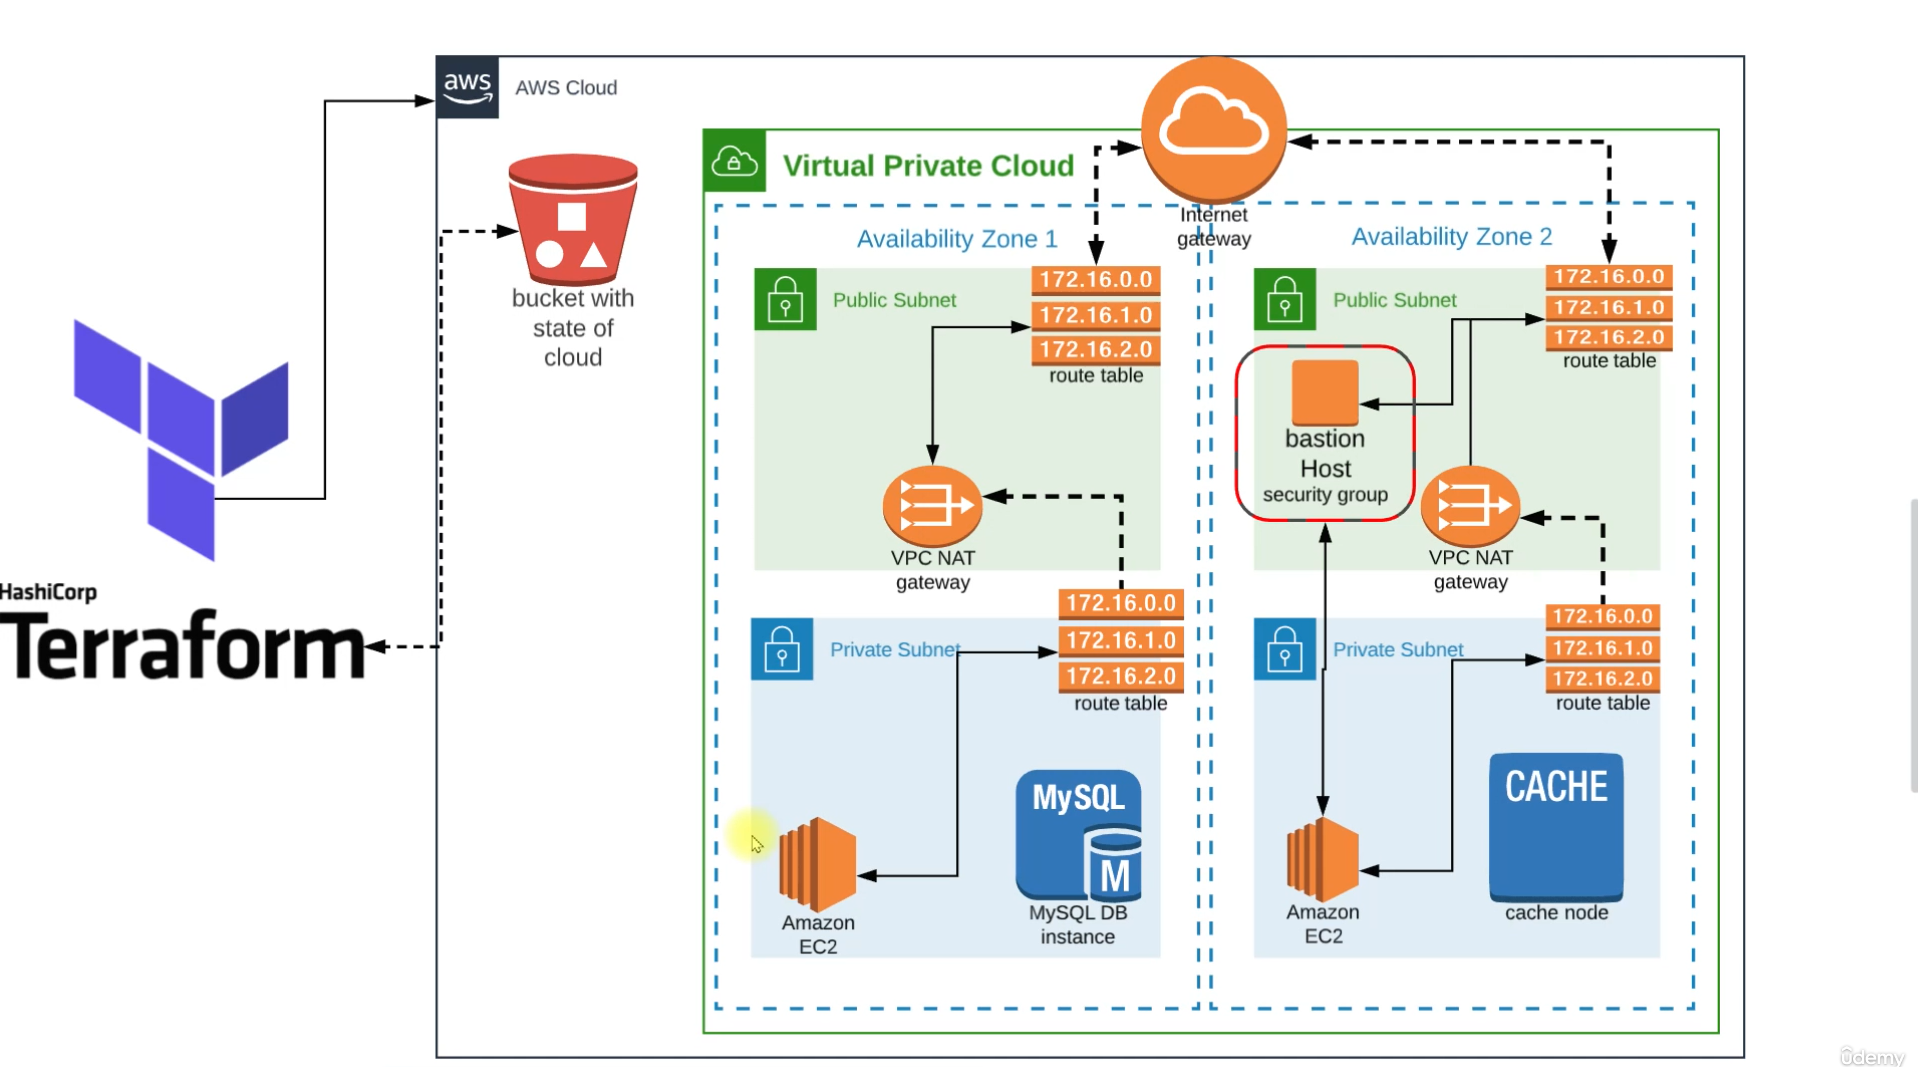 aws
AWS Cloud
bucket with
state of
cloud
HashiCorp
Terraform
Virtual Private Cloud
Internet
gateway
Availability Zone 1
Public Subnet
172.16.0.0
172.16.1.0
172.16.2.0
route table
VPC NAT
gateway
Private Subnet
172.16.0.0
172.16.1.0
172.16.2.0
route table
Amazon
EC2
MySQL
M
MySQL DB
instance
Availability Zone 2
Public Subnet
172.16.0.0
172.16.1.0
172.16.2.0
route table
bastion
Host
security group
VPC NAT
gateway
Private Subnet
172.16.0.0
172.16.1.0
172.16.2.0
route table
Amazon
EC2
CACHE
cache node
ûdemy